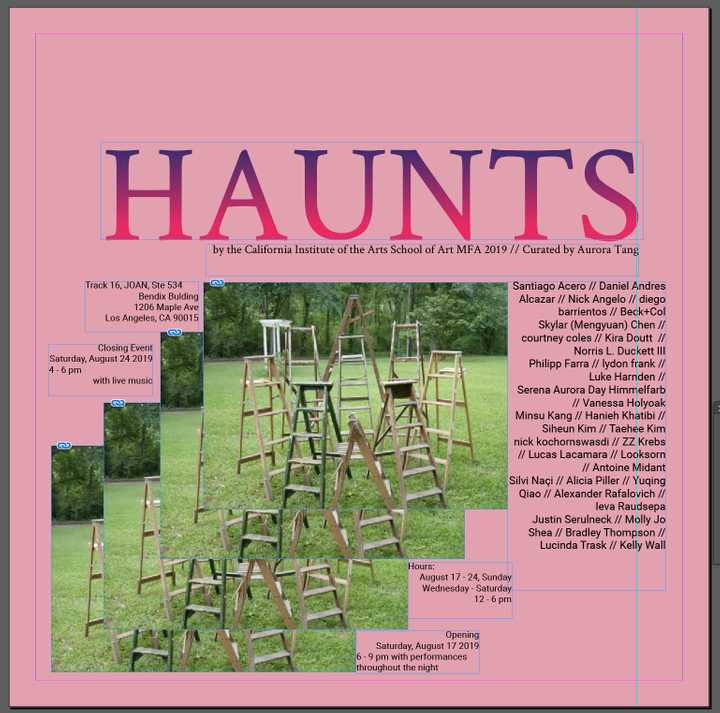 HAUNTS
by the California Institute of the Arts School of Art MFA 2019 // Curated by Aurora Tang
Track 16, JOAN, Ste 534
Bendix Bulding
1206 Maple Ave
Los Angeles, CA 90015
Closing Event
Saturday, August 24 2019
4 - 6 pm
with live music
Santiago Acero // Daniel Andres
Alcazar // Nick Angelo // diego
barrientos // Beck+Col
Skylar (Mengyuan) Chen //
courtney coles // Kira Doutt //
Norris L. Duckett III
Philipp Farra // lydon frank //
Luke Harnden //
Serena Aurora Day Himmelfarb
// Vanessa Holyoak
Minsu Kang // Hanieh Khatibi //
Siheun Kim // Taehee Kim
nick kochornswasdi // ZZ Krebs
// Lucas Lacamara // Looksorn
// Antoine Midant
Silvi Naçi // Alicia Piller // Yuqing
Qiao // Alexander Rafalovich //
Ieva Raudsepa
Justin Serulneck // Molly Jo
Shea // Bradley Thompson //
Lucinda Trask // Kelly Wall
Hours:
August 17 - 24, Sunday
Wednesday - Saturday
12 - 6 pm
Opening
Saturday, August 17 2019
6 - 9 pm with performances
throughout the night